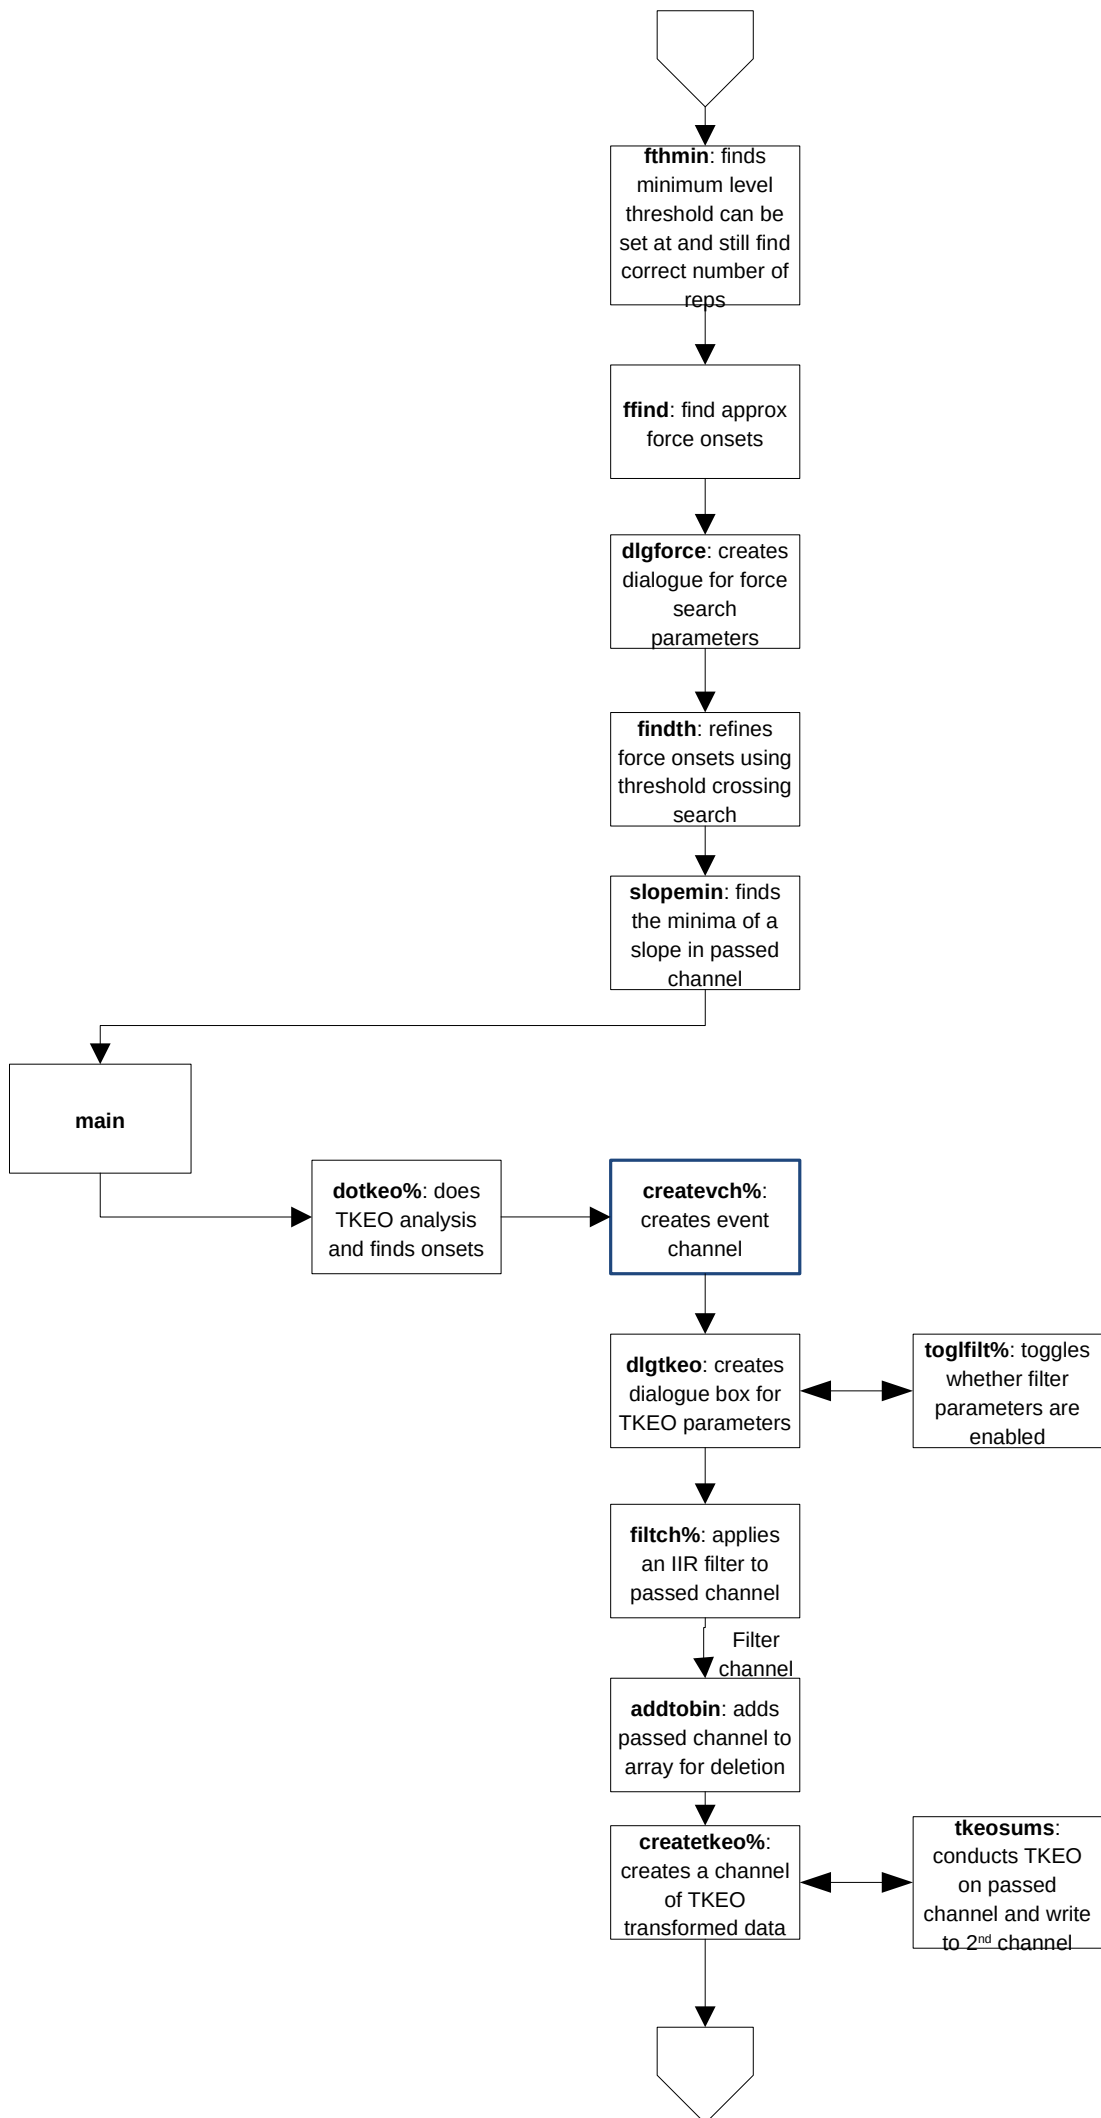 fthmin: finds
minimum level
threshold can be
set at and still find
correct number of
reps
ffind: find approx
force onsets
dlgforce: creates
dialogue for force
search
parameters
findth: refines
force onsets using
threshold crossing
search
slopemin: finds
the minima of a
slope in passed
channel
main
dotkeo%: does
TKEO analysis
and finds onsets
createvch%:
creates event
channel
dlgtkeo: creates
dialogue box for
TKEO parameters
toglfilt%: toggles
whether filter
parameters are
enabled
filtch%: applies
an IIR filter to
passed channel
Filter
channel
addtobin: adds
passed channel to
array for deletion
createtkeo%:
creates a channel
of TKEO
transformed data
tkeosums:
conducts TKEO
on passed
channel and write
to 2nd channel